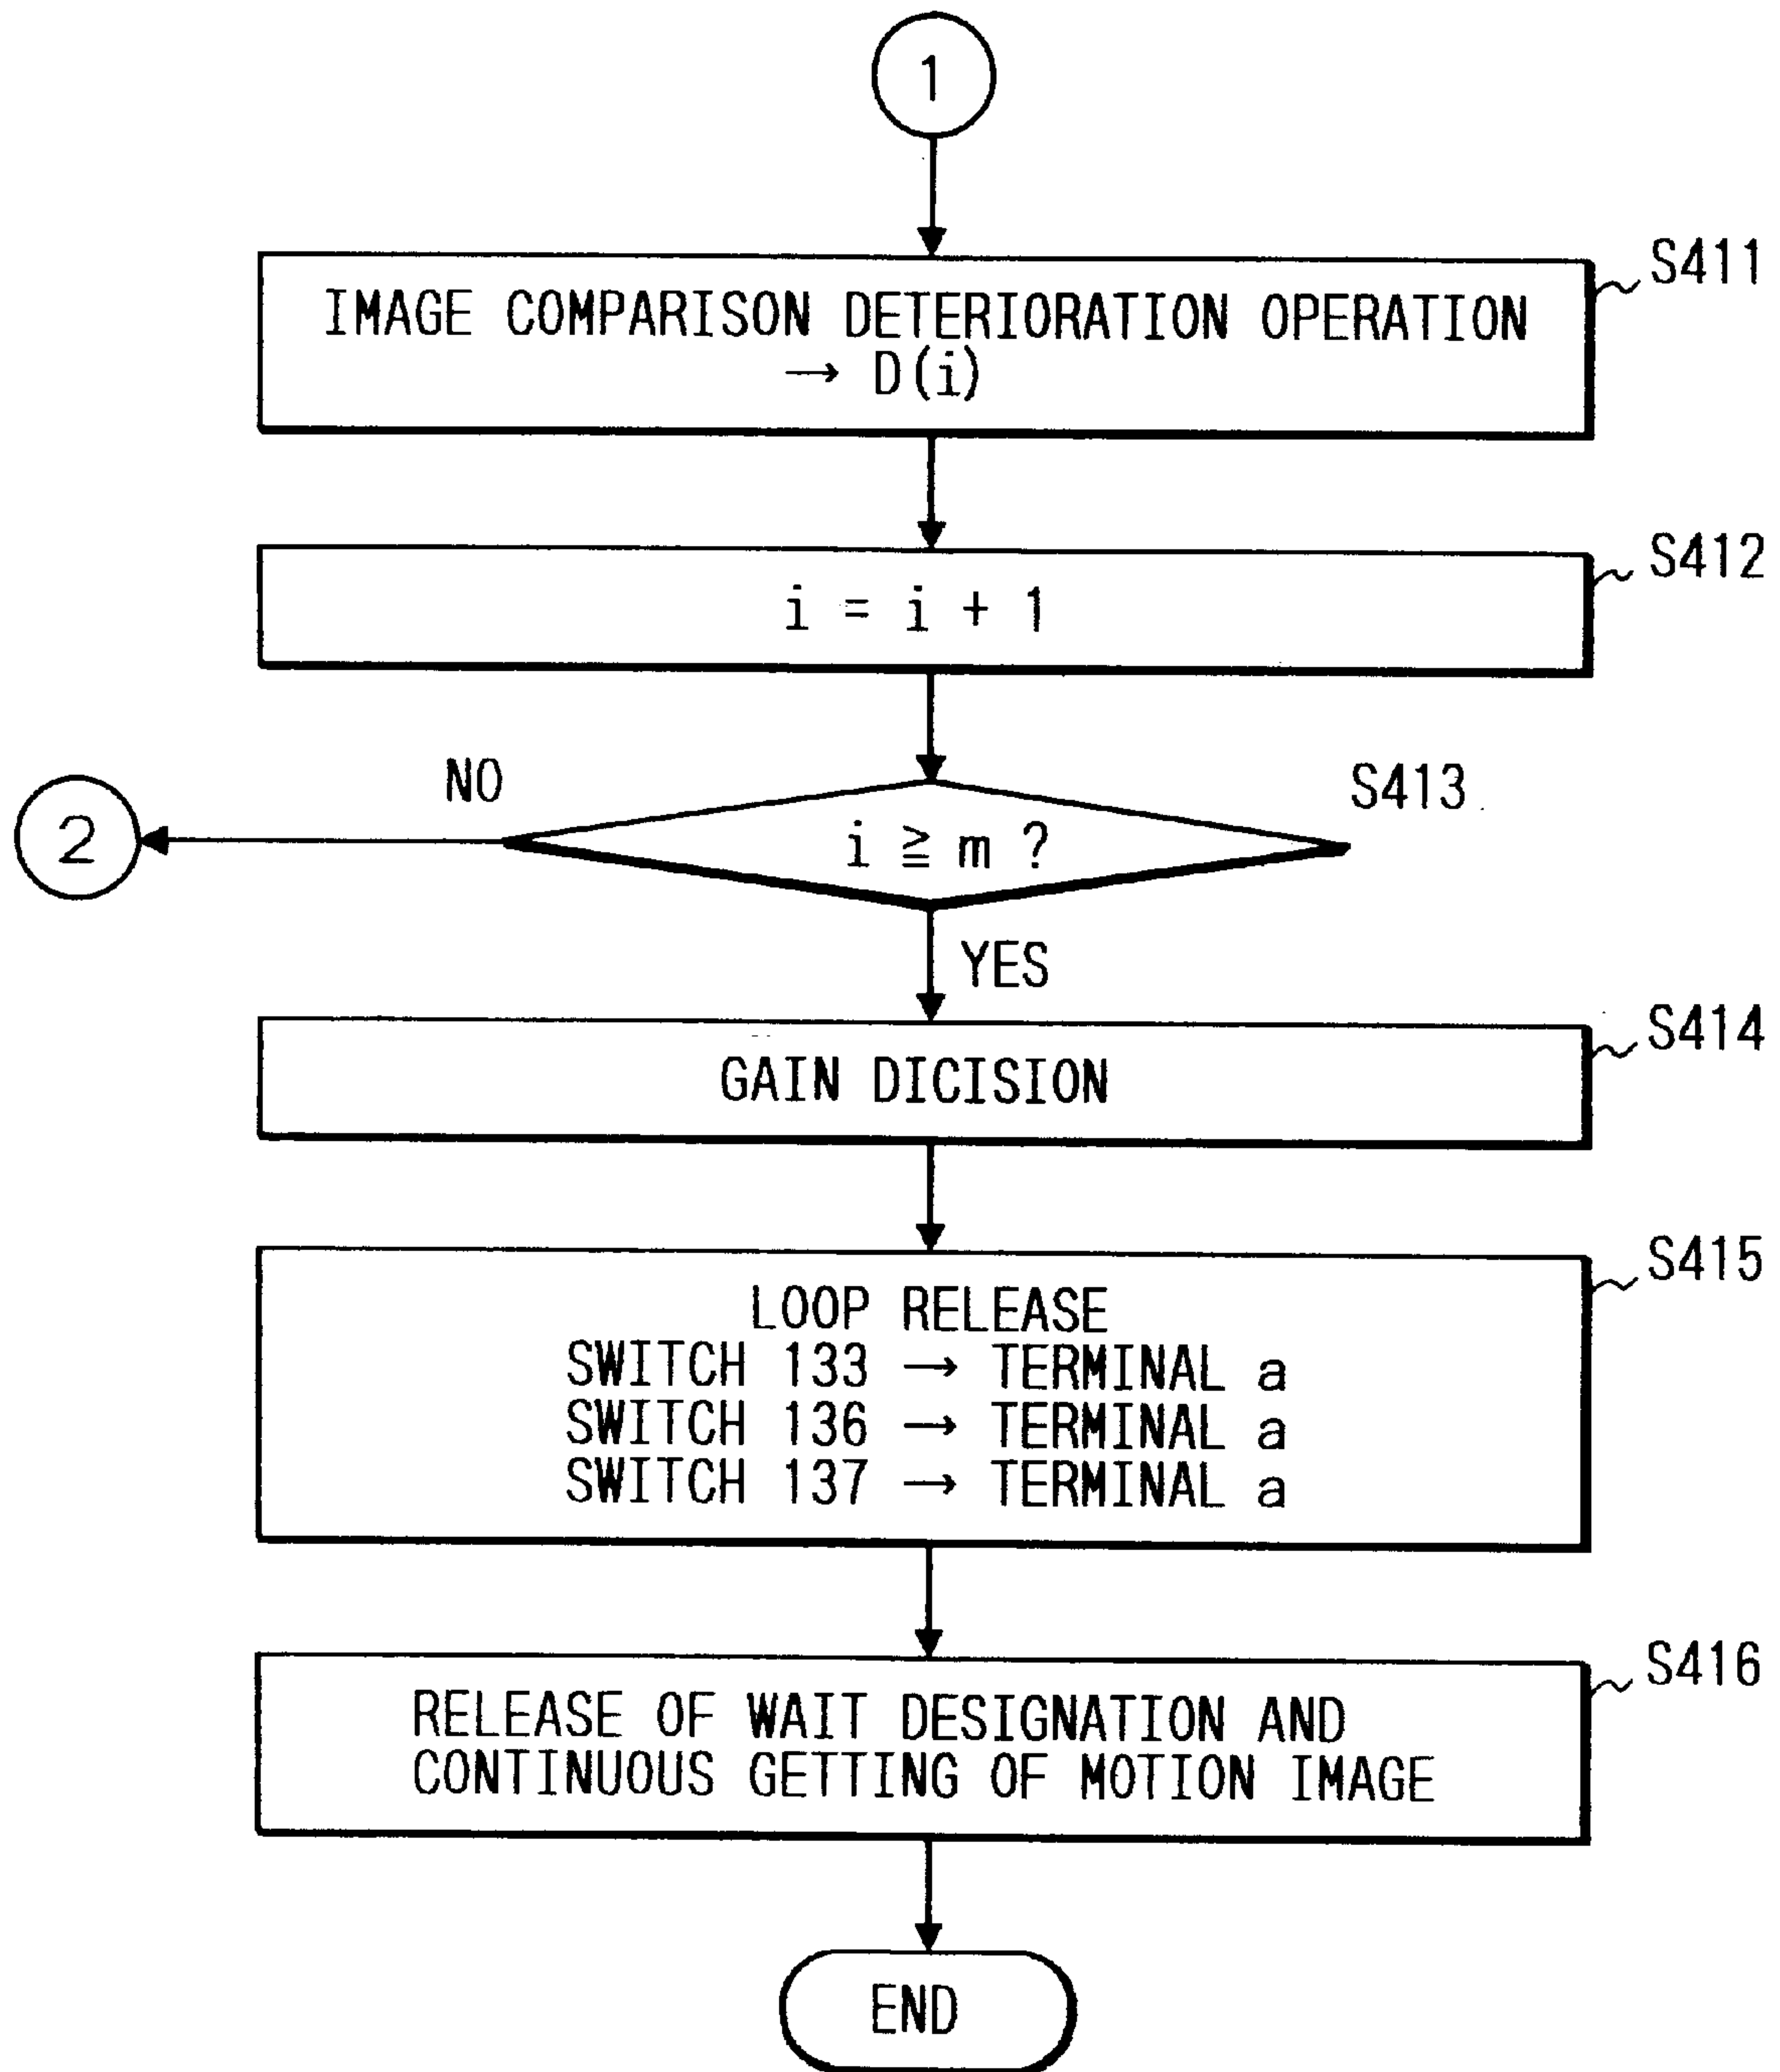 1
S411
IMAGE COMPARISON DETERIORATION OPERATION
→ D(i)
S412
i = i + 1
NO
S413
2
i ≧ m ?
YES
S414
GAIN DICISION
S415
LOOP RELEASE
SWITCH 133 → TERMINAL a
SWITCH 136 → TERMINAL a
SWITCH 137 → TERMINAL a
S416
RELEASE OF WAIT DESIGNATION AND
CONTINUOUS GETTING OF MOTION IMAGE
END